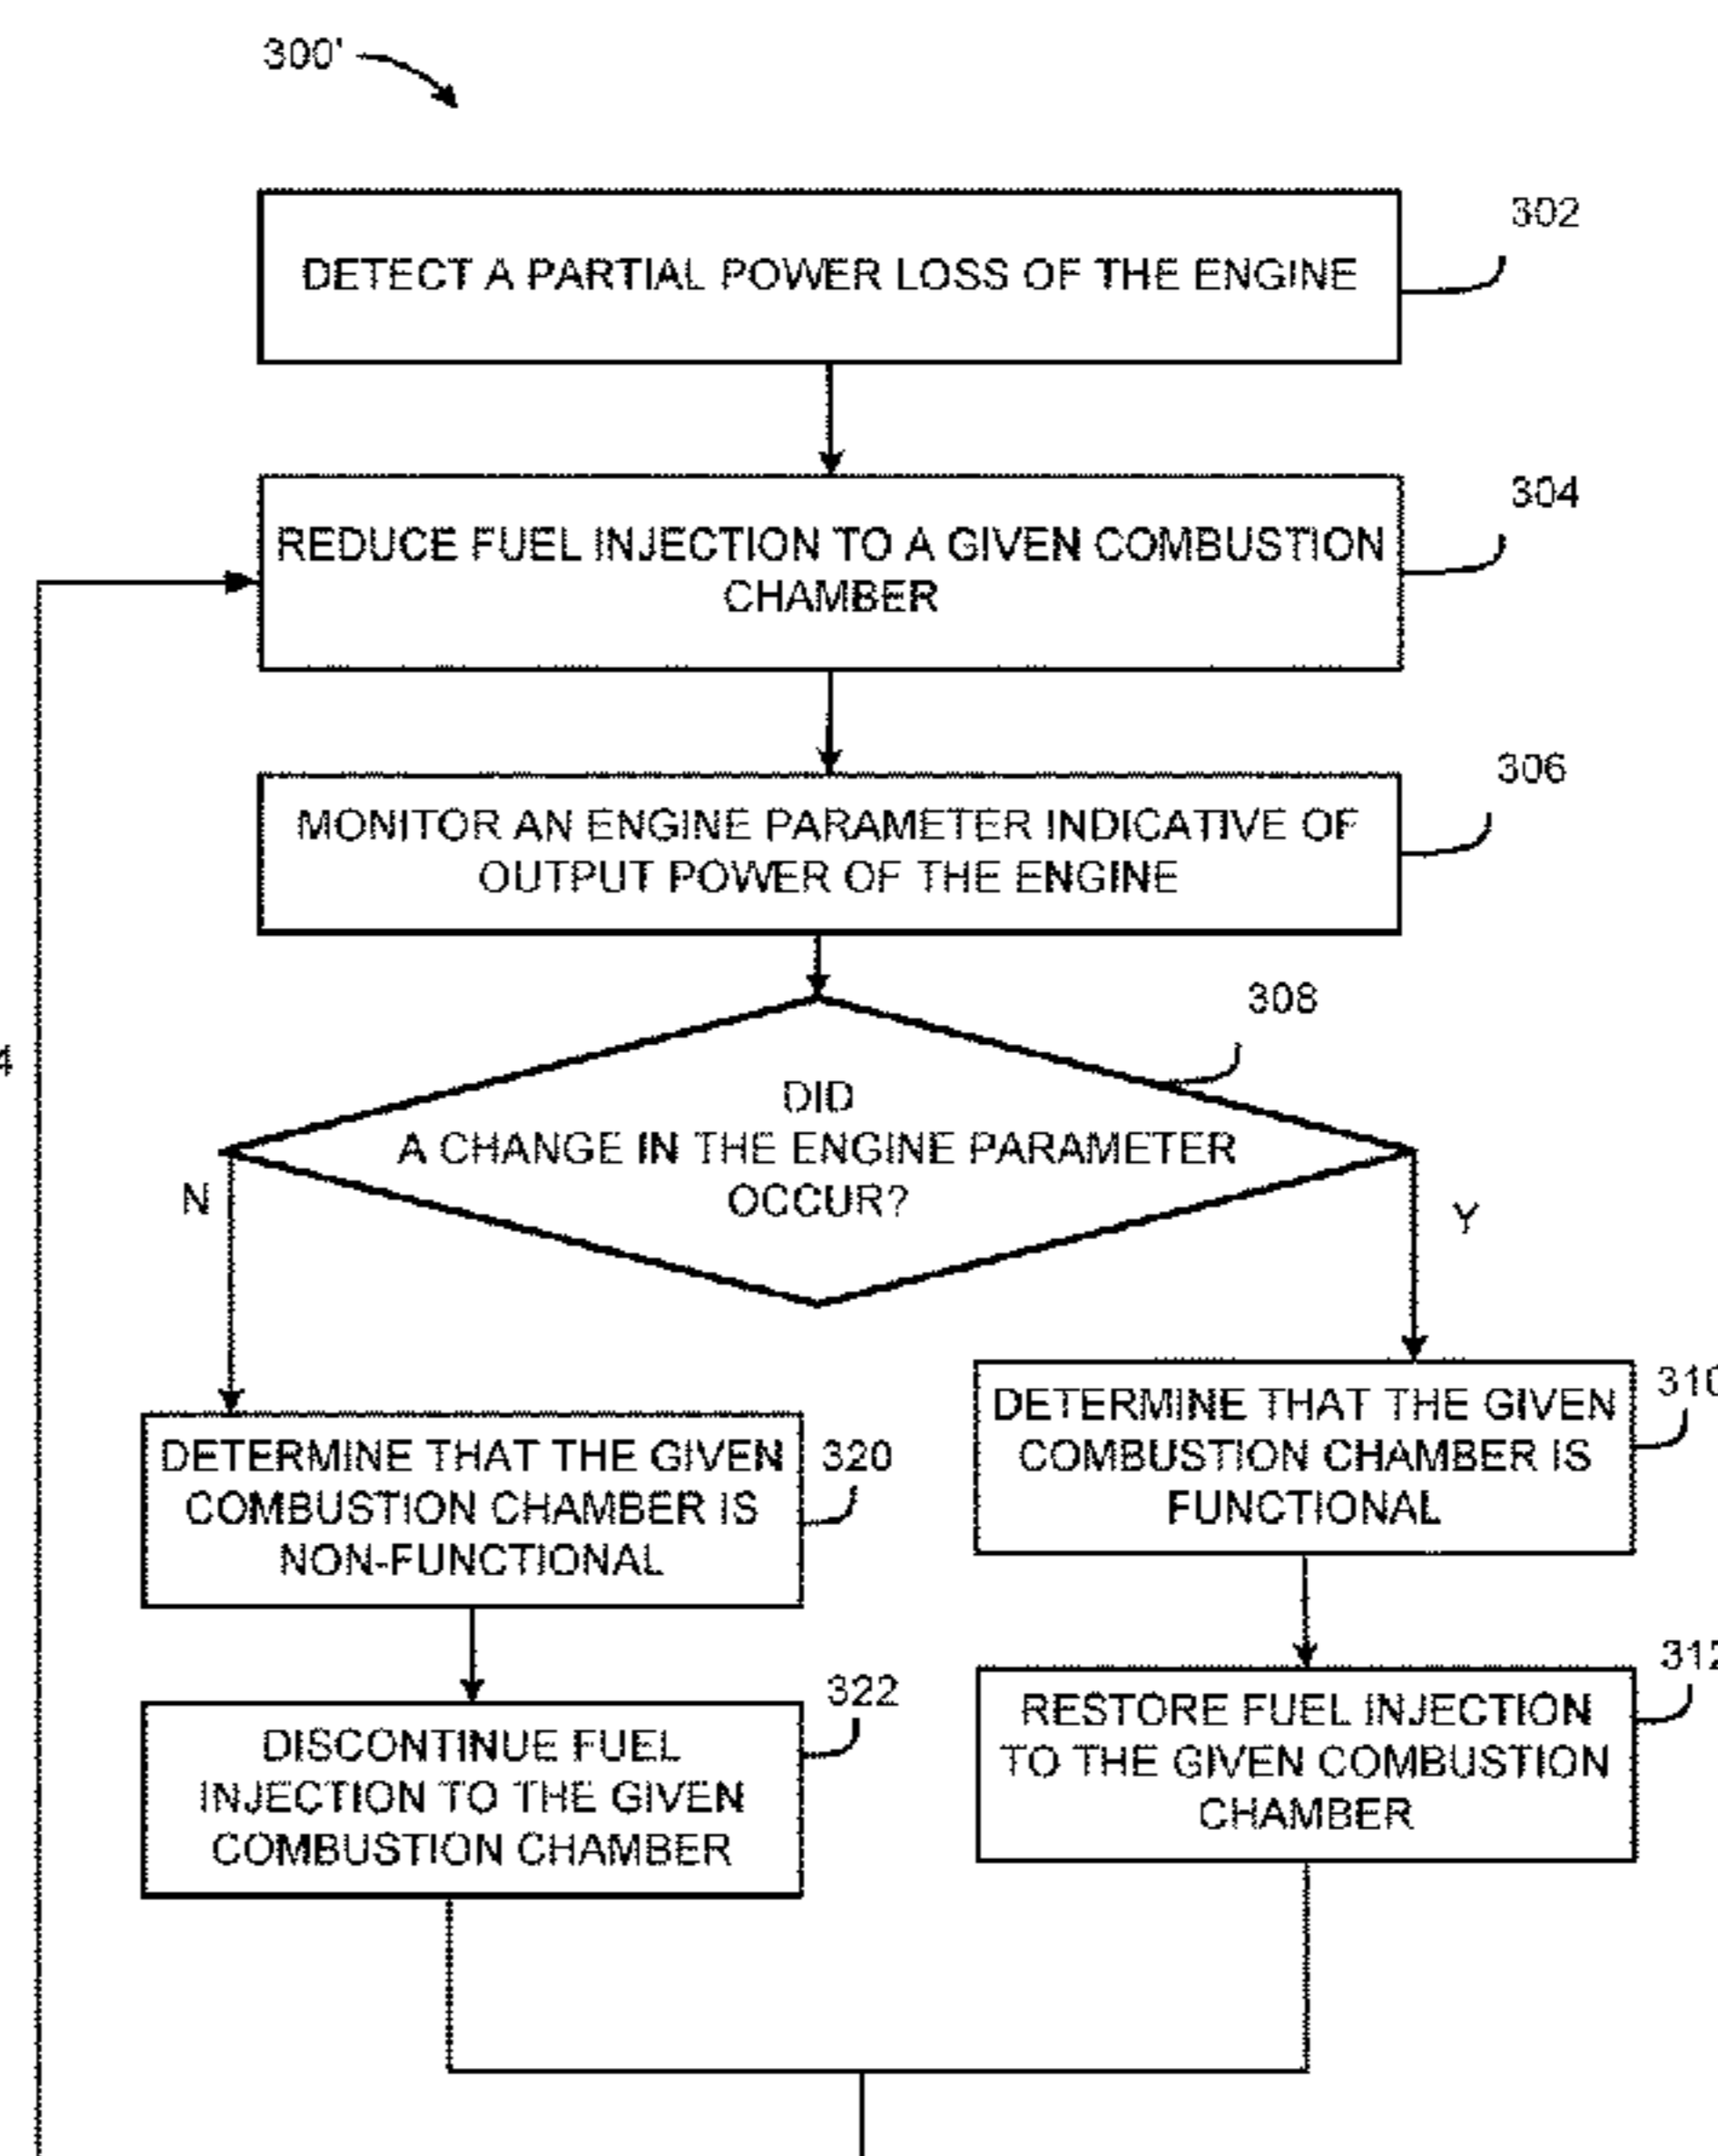 300'
302
DETECT A PARTIAL POWER LOSS OF THE ENGINE
304
REDUCE FUEL INJECTION TO A GIVEN COMBUSTION
CHAMBER
306
MONITOR AN ENGINE PARAMETER INDICATIVE OF
OUTPUT POWER OF THE ENGINE
308
4
DID
A CHANGE IN THE ENGINE PARAMETER
OCCUR?
N
Y
310
DETERMINE THAT THE GIVEN
COMBUSTION CHAMBER IS
FUNCTIONAL
320
DETERMINE THAT THE GIVEN
COMBUSTION CHAMBER IS
NON-FUNCTIONAL
312
RESTORE FUEL INJECTION
TO THE GIVEN COMBUSTION
CHAMBER
322
DISCONTINUE FUEL
INJECTION TO THE GIVEN
COMBUSTION CHAMBER